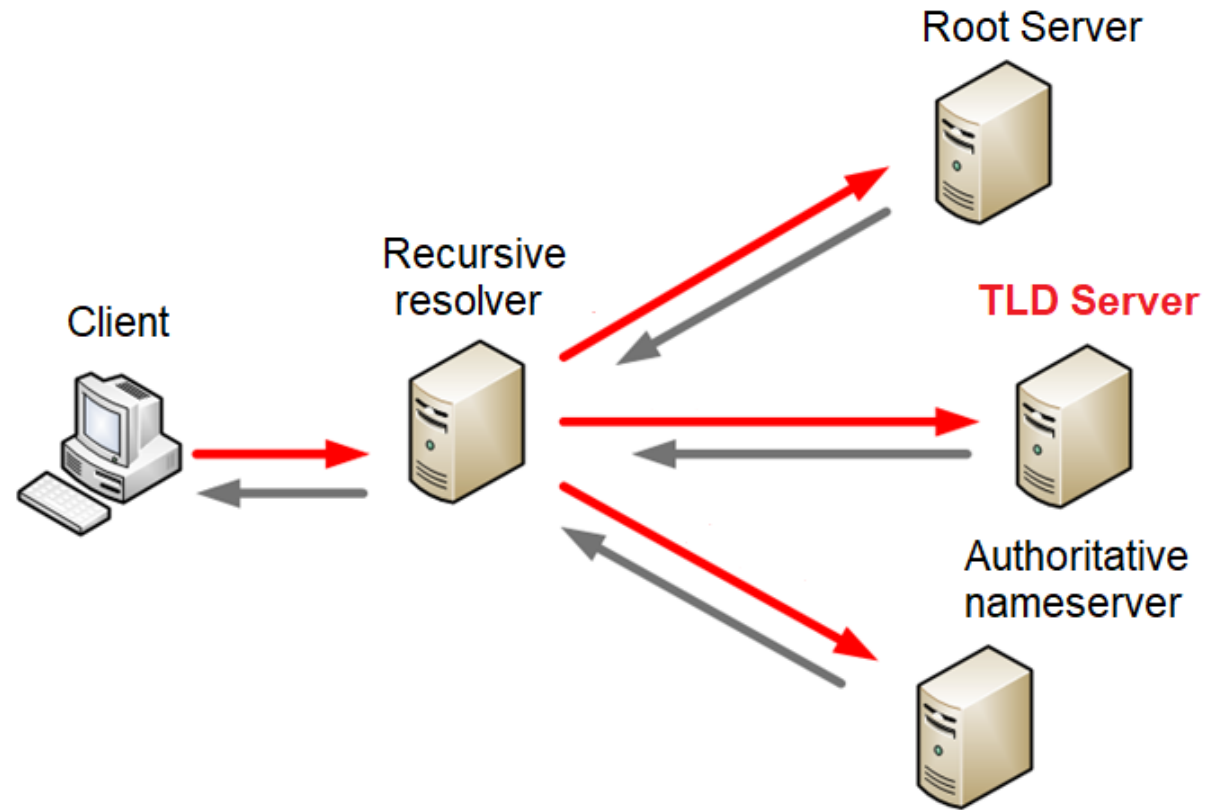 Root Server
Recursive
resolver
TLD Server
Client
Authoritative
nameserver